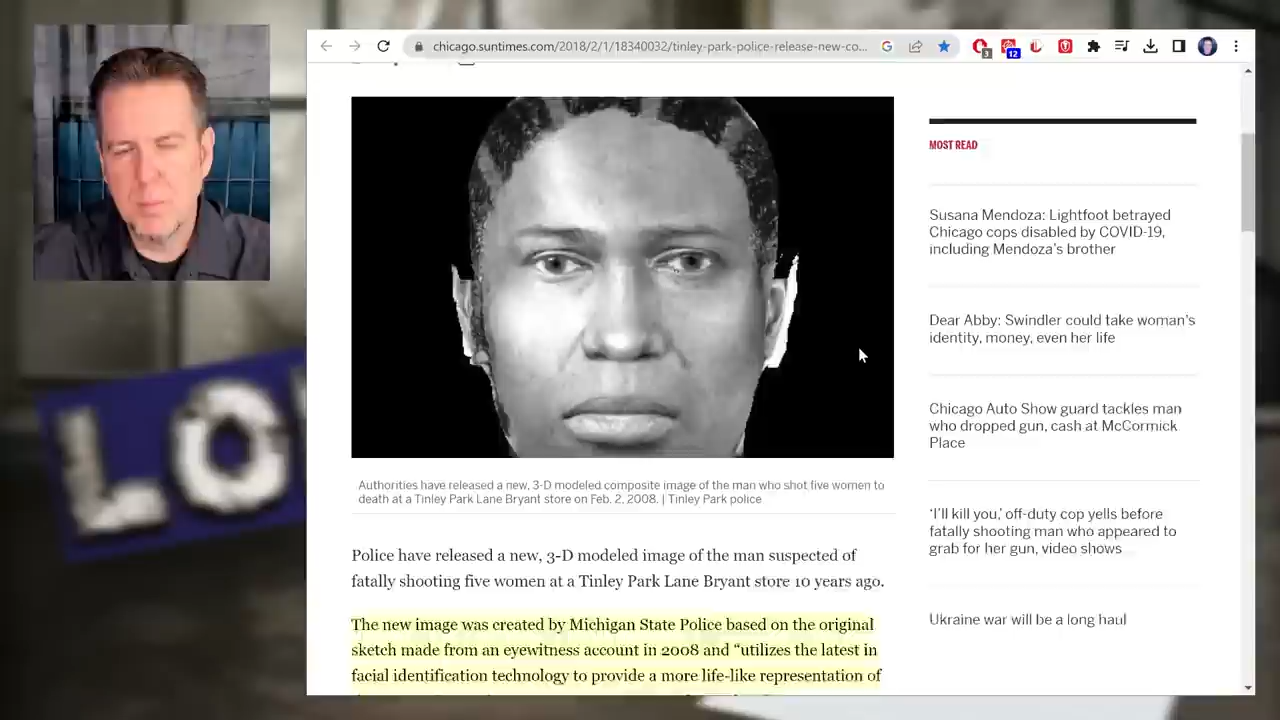 chicago.suntimes.com/2018/2/1/18340032/tinley-park-police-release-new-co...
3
12
MOST READ
Susana Mendoza: Lightfoot betrayed
Chicago cops disabled by COVID-19,
including Mendoza's brother
Dear Abby: Swindler could take woman's
identity, money, even her life
Chicago Auto Show guard tackles man
who dropped gun, cash at McCormick
Place
'I'll kill you,' off-duty cop yells before
fatally shooting man who appeared to
grab for her gun, video shows
Ukraine war will be a long haul
Authorities have released a new, 3-D modeled composite image of the man who shot five women to
death at a Tinley Park Lane Bryant store on Feb. 2, 2008. | Tinley Park police
Police have released a new, 3-D modeled image of the man suspected of
fatally shooting five women at a Tinley Park Lane Bryant store 10 years ago.
The new image was created by Michigan State Police based on the original
sketch made from an eyewitness account in 2008 and “utilizes the latest in
facial identification technology to provide a more life-like representation of
LO